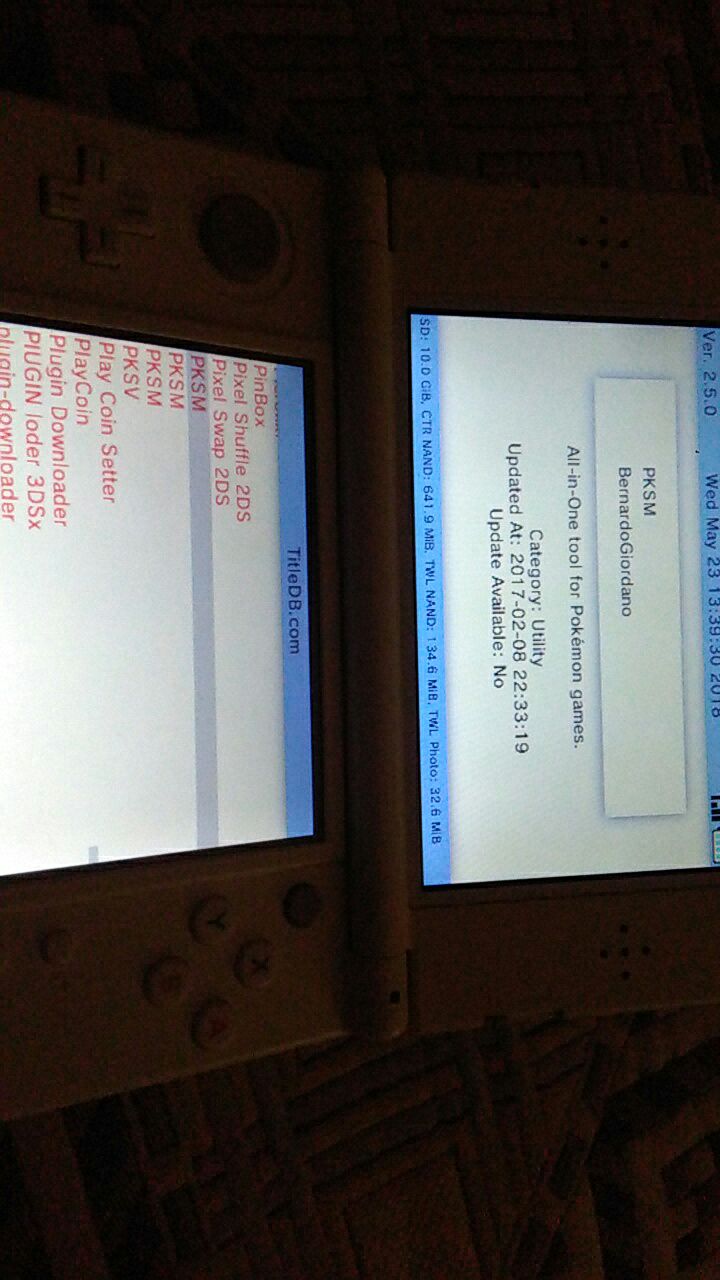 Ver. 2.5.0 Wed May 23 13:39:30 2018
PKSM
BernardoGiordano
All-in-One tool for Pokémon games.
Category: Utility
Updated At: 2017-02-08 22:33:19
Update Available: No
SD: 10.0 GiB, CTR NAND: 641.9 MiB, TWL NAND: 134.6 MiB, TWL Photo: 32.6 MiB
TitleDB.com
PinBox
Pixel Shuffle 2DS
Pixel Swap 2DS
PKSM
PKSM
PKSM
PKSV
Play Coin Setter
PlayCoin
Plugin Downloader
PlUGIN loder 3DSx
plugin-downloader
Y
X
B
A